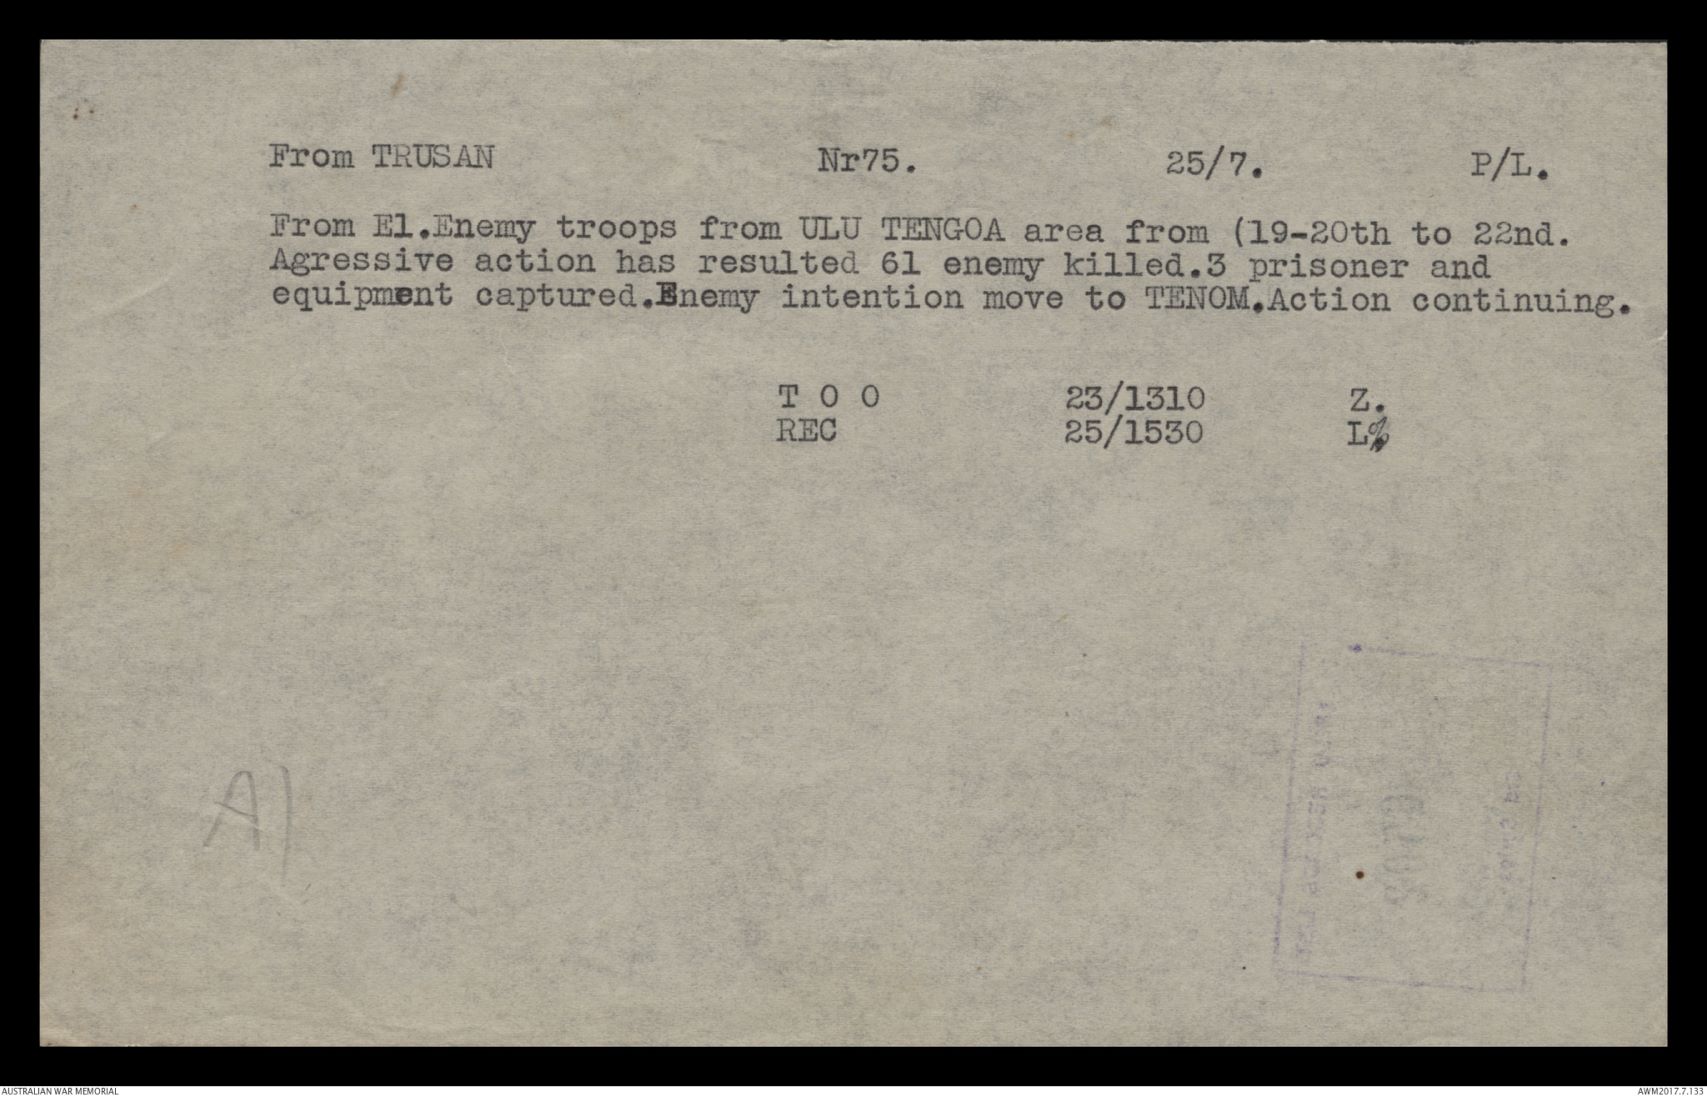 From TRUSAN Nr75. 25/7. P/L.
From El.Enemy troops from ULU TENGOA area from (19-20th to 22nd.
Agressive action has resulted 61 enemy killed.3 prisoner and
equipment captured.Enemy intention move to TENOM.Action continuing.
T O O 23/1310 Z.
REC 25/1530 L
A1
AUSTRALIAN WAR MEMORIAL
AWM2017.7.133